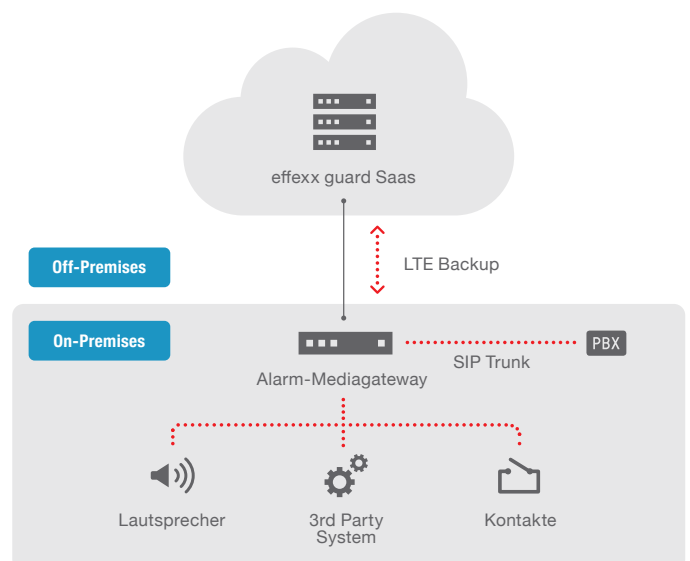 effexx guard Saas
LTE Backup
Off-Premises
On-Premises
PBX
SIP Trunk
Alarm-Mediagateway
Lautsprecher
3rd Party
System
Kontakte